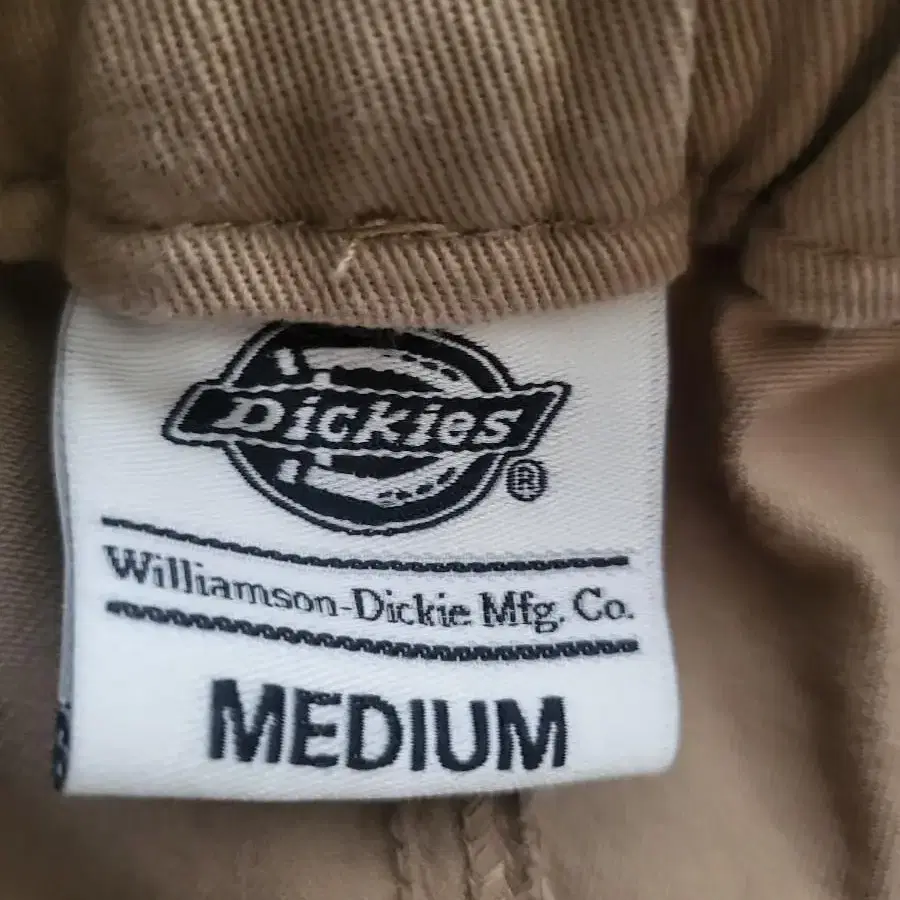 Dickies
®
Williamson-Dickie Mfg. Co.
MEDIUM